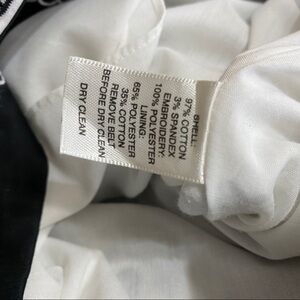 SHELL:
97% COTTON
3% SPANDEX
EMBROIDERY:
100% POLYESTER
LINING:
65% POLYESTER
35% COTTON
REMOVE BELT
BEFORE DRY CLEAN
DRY CLEAN